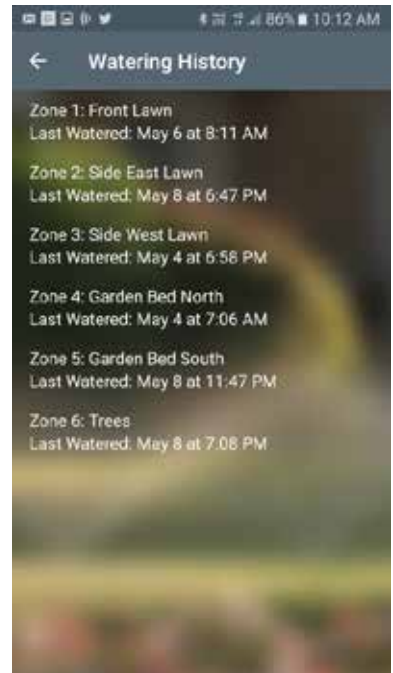 86% 10:12 AM
Watering History
Zone 1: Front Lawn
Last Watered: May 6 at 8:11 AM
Zone 2: Side East Lawn
Last Watered: May 8 at 6:47 PM
Zone 3: Side West Lawn
Last Watered: May 4 at 6:58 PM
Zone 4: Garden Bed North
Last Watered: May 4 at 7:06 AM
Zone 5: Garden Bed South
Last Watered: May 8 at 11:47 PM
Zone 6: Trees
Last Watered: May 8 at 7:08 PM